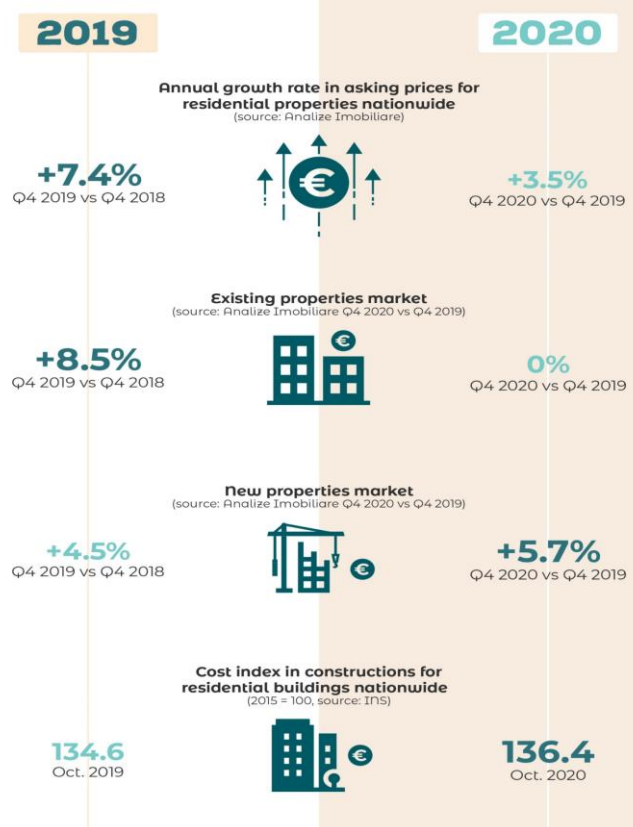 2019
2020
Annual growth rate in asking prices for
residential properties nationwide
(source: Analize Imobiliare)
+7.4%
Q4 2019 vs Q4 2018
€
+3.5%
Q4 2020 vs Q4 2019
Existing properties market
(source: Analize Imobiliare Q4 2020 vs Q4 2019)
+8.5%
Q4 2019 vs Q4 2018
€
0%
Q4 2020 vs Q4 2019
New properties market
(source: Analize Imobiliare Q4 2020 vs Q4 2019)
+4.5%
Q4 2019 vs Q4 2018
€
+5.7%
Q4 2020 vs Q4 2019
Cost index in constructions for
residential buildings nationwide
(2015 = 100, source: INS)
134.6
Oct. 2019
€
136.4
Oct. 2020